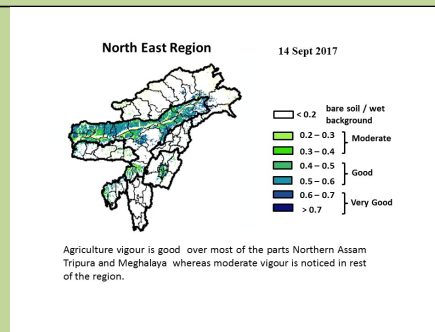 North East Region
14 Sept 2017
< 0.2 bare soil / wet background
0.2 – 0.3
0.3 – 0.4
Moderate
0.4 – 0.5
0.5 – 0.6
Good
0.6 – 0.7
> 0.7
Very Good
Agriculture vigour is good over most of the parts Northern Assam
Tripura and Meghalaya whereas moderate vigour is noticed in rest
of the region.